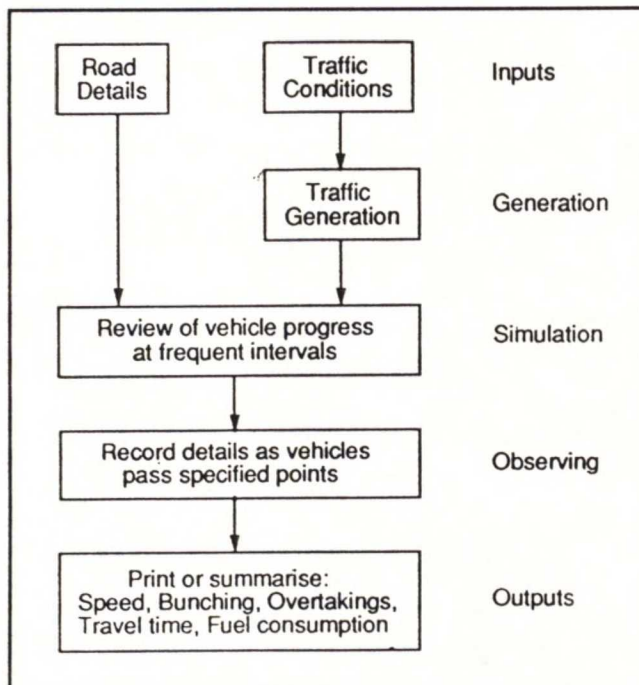 Road
Details
Traffic
Conditions
Inputs
Traffic
Generation
Generation
Review of vehicle progress
at frequent intervals
Simulation
Record details as vehicles
pass specified points
Observing
Print or summarise:
Speed, Bunching, Overtakings,
Travel time, Fuel consumption
Outputs